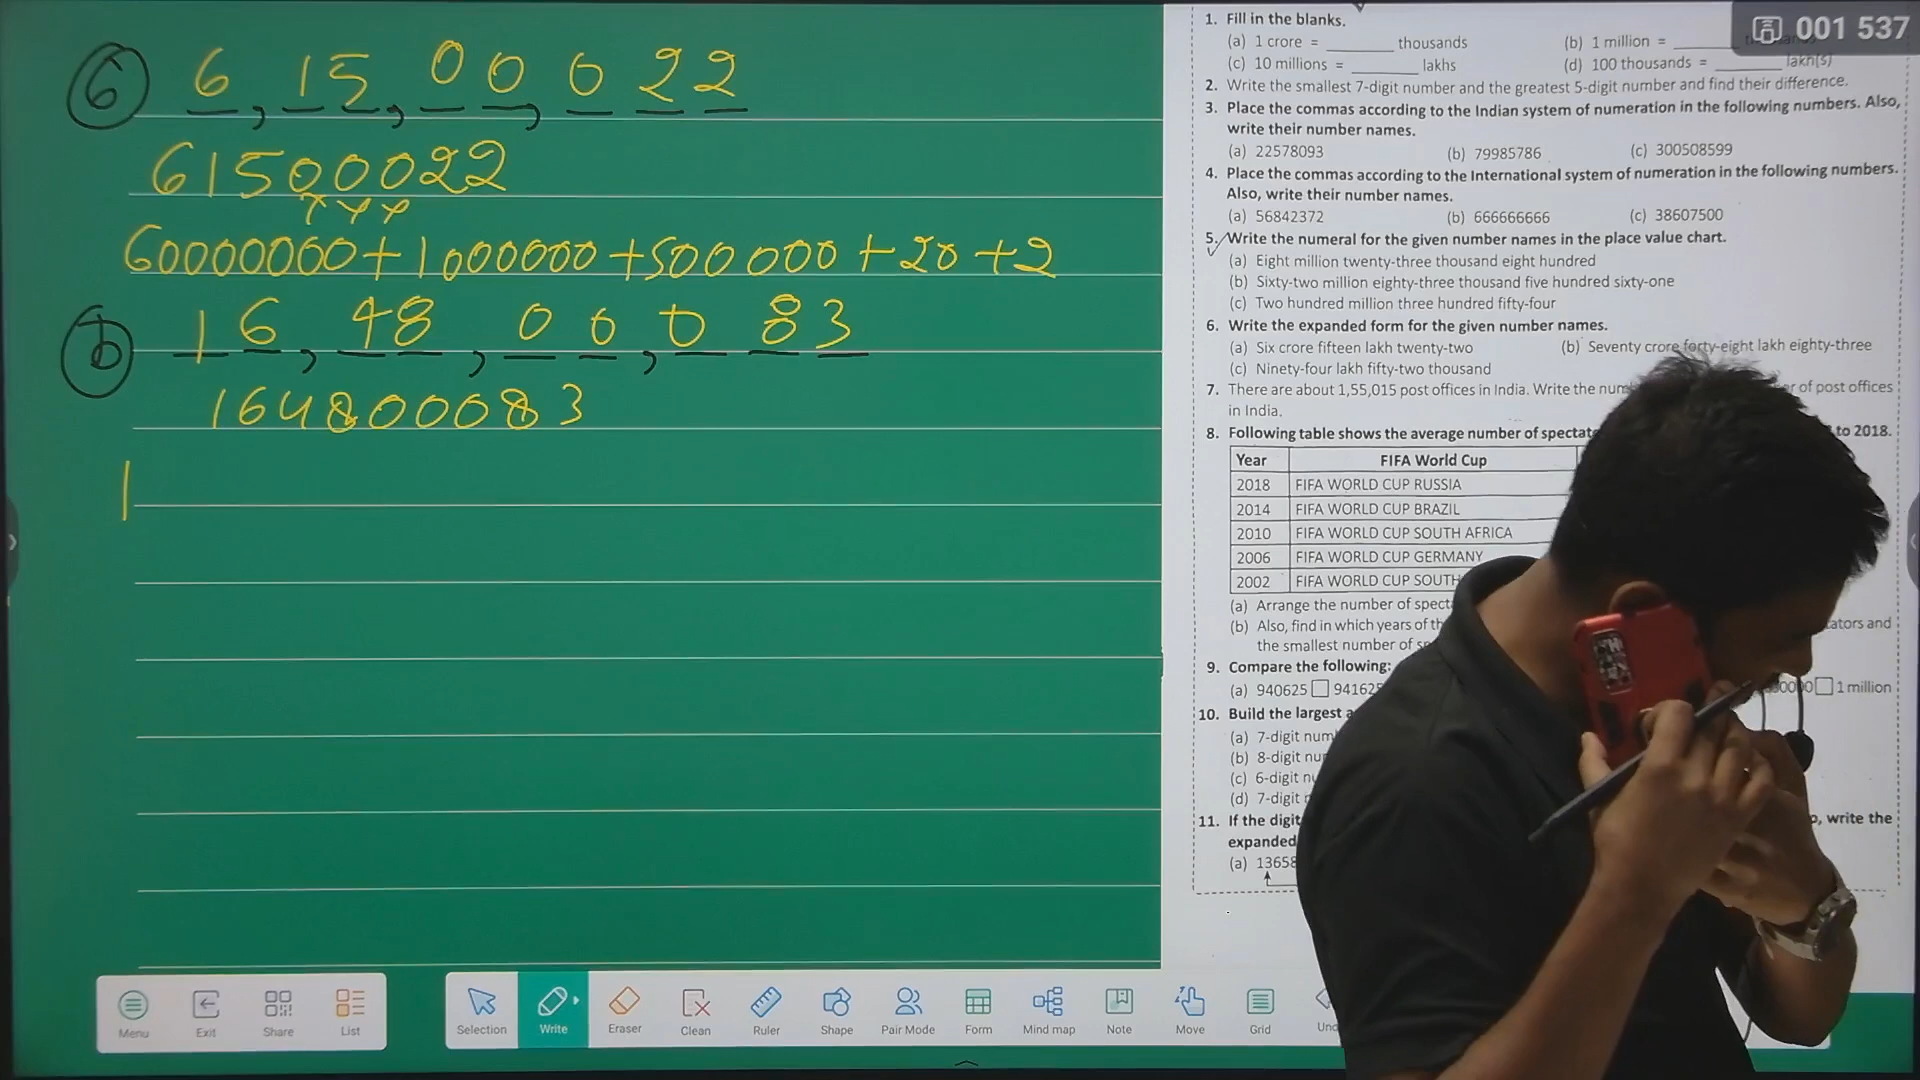 6 6, 15, 00, 022
61500022
60000000+1000000+500000+20+2
b 16, 48, 00, 083
164800083
1
001 537
1. Fill in the blanks.
(a) 1 crore = ________ thousands (b) 1 million = ________
(c) 10 millions = ________ lakhs (d) 100 thousands = ________ lakh(s)
2. Write the smallest 7-digit number and the greatest 5-digit number and find their difference.
3. Place the commas according to the Indian system of numeration in the following numbers. Also,
write their number names.
(a) 22578093 (b) 79985786 (c) 300508599
4. Place the commas according to the International system of numeration in the following numbers.
Also, write their number names.
(a) 56842372 (b) 666666666 (c) 38607500
5. Write the numeral for the given number names in the place value chart.
(a) Eight million twenty-three thousand eight hundred
(b) Sixty-two million eighty-three thousand five hundred sixty-one
(c) Two hundred million three hundred fifty-four
6. Write the expanded form for the given number names.
(a) Six crore fifteen lakh twenty-two (b) Seventy crore forty-eight lakh eighty-three
(c) Ninety-four lakh fifty-two thousand
7. There are about 1,55,015 post offices in India. Write the of post offices
in India.
8. Following table shows the average number of to 2018.
Year FIFA World Cup
2018 FIFA WORLD CUP RUSSIA
2014 FIFA WORLD CUP BRAZIL
2010 FIFA WORLD CUP SOUTH AFRICA
2006 FIFA WORLD CUP GERMANY
2002 FIFA WORLD CUP SOUTH
(a) Arrange the number of
(b) Also, find in which years of and
the smallest number of
9. Compare the following:
(a) 940625 □ 941625 □ 1 million
10. Build the largest
(a) 7-digit
(b) 8-digit
(c) 6-digit
(d) 7-digit
11. If the digit , write the
expanded
(a) 13658
Menu Exit Share List Selection Write Eraser Clean Ruler Shape Pair Mode Form Mind map Note Move Grid